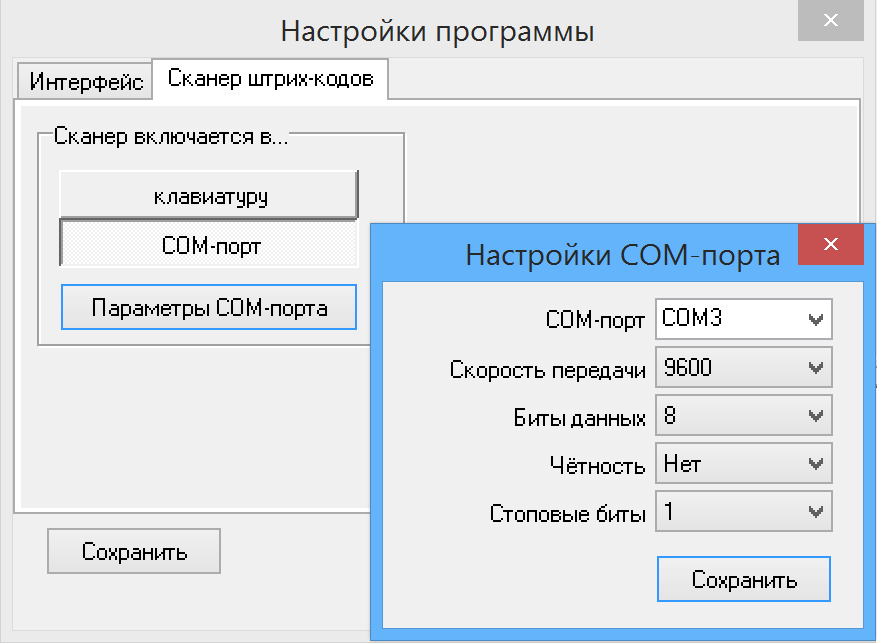 Настройки программы
Интерфейс
Сканер штрих-кодов
Сканер включается в...
клавиатуру
COM-порт
Параметры COM-порта
Сохранить
Настройки COM-порта
COM-порт COM3
Скорость передачи 9600
Биты данных 8
Чётность Нет
Стоповые биты 1
Сохранить